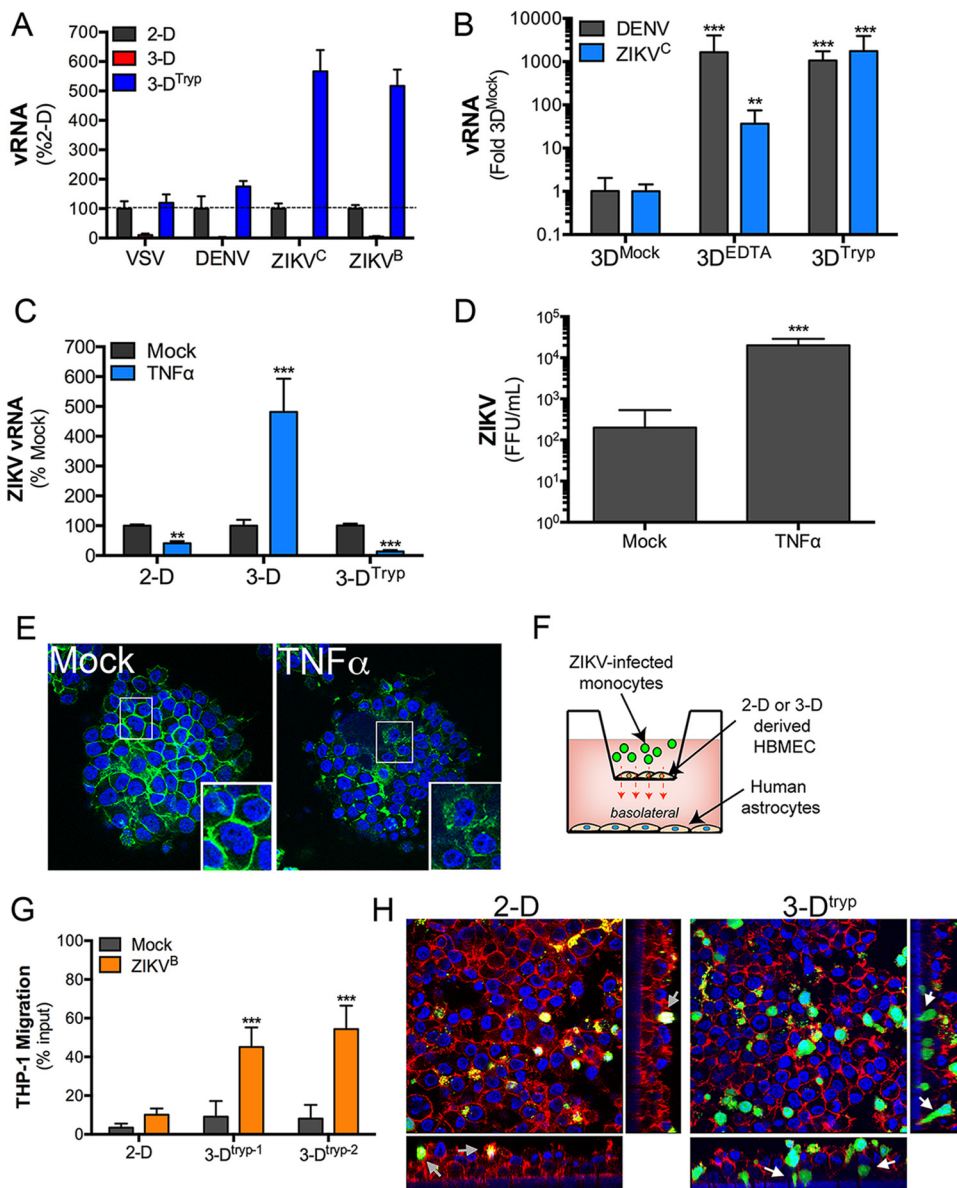 A
2-D
3-D
3-D^Tryp
vRNA
(%2-D)
700
600
500
400
300
200
100
0
VSV DENV ZIKV^C ZIKV^B
B
DENV
ZIKV^C
vRNA
(Fold 3D^Mock)
1000
1000
100
10
1
0.1
*** ** *** ***
3D^Mock 3D^EDTA 3D^Tryp
C
Mock
TNFα
ZIKV vRNA
(% Mock)
700
600
500
400
300
200
100
0
** *** ***
2-D 3-D 3-D^Tryp
D
ZIKV
(FFU/mL)
10^5
10^4
10^3
10^2
10^1
10^0
***
Mock TNFα
E
Mock
TNFα
F
ZIKV-infected
monocytes
2-D or 3-D
derived
HBMEC
Human
astrocytes
basolateral
G
Mock
ZIKV^B
THP-1 Migration
(% input)
100
80
60
40
20
0
*** ***
2-D 3-D^tryp-1 3-D^tryp-2
H
2-D
3-D^tryp